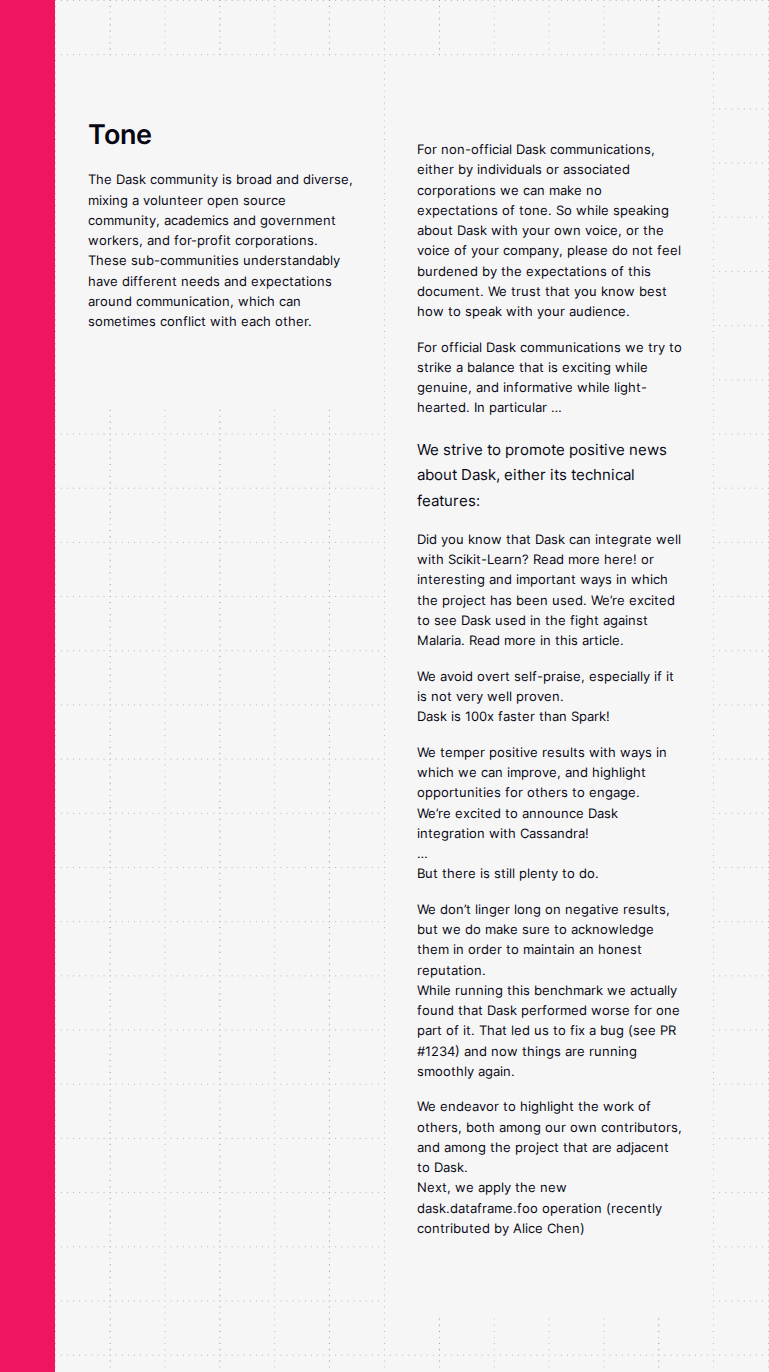 Tone
The Dask community is broad and diverse,
mixing a volunteer open source
community, academics and government
workers, and for-profit corporations.
These sub-communities understandably
have different needs and expectations
around communication, which can
sometimes conflict with each other.
For non-official Dask communications,
either by individuals or associated
corporations we can make no
expectations of tone. So while speaking
about Dask with your own voice, or the
voice of your company, please do not feel
burdened by the expectations of this
document. We trust that you know best
how to speak with your audience.
For official Dask communications we try to
strike a balance that is exciting while
genuine, and informative while light-
hearted. In particular ...
We strive to promote positive news
about Dask, either its technical
features:
Did you know that Dask can integrate well
with Scikit-Learn? Read more here! or
interesting and important ways in which
the project has been used. We’re excited
to see Dask used in the fight against
Malaria. Read more in this article.
We avoid overt self-praise, especially if it
is not very well proven.
Dask is 100x faster than Spark!
We temper positive results with ways in
which we can improve, and highlight
opportunities for others to engage.
We’re excited to announce Dask
integration with Cassandra!
...
But there is still plenty to do.
We don’t linger long on negative results,
but we do make sure to acknowledge
them in order to maintain an honest
reputation.
While running this benchmark we actually
found that Dask performed worse for one
part of it. That led us to fix a bug (see PR
#1234) and now things are running
smoothly again.
We endeavor to highlight the work of
others, both among our own contributors,
and among the project that are adjacent
to Dask.
Next, we apply the new
dask.dataframe.foo operation (recently
contributed by Alice Chen)